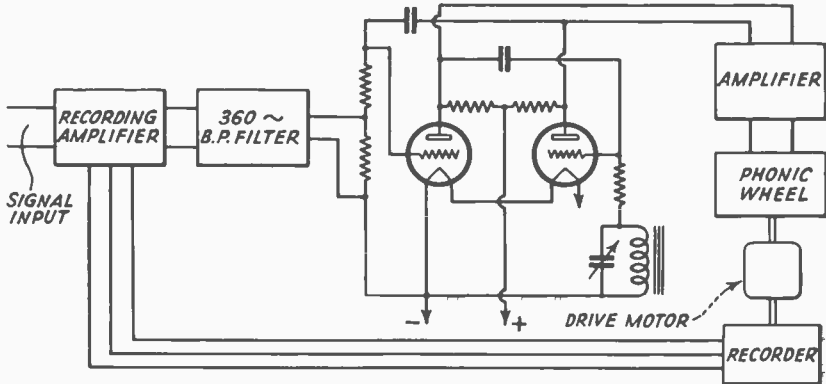 RECORDING
AMPLIFIER
360 ~
B.P. FILTER
AMPLIFIER
SIGNAL
INPUT
PHONIC
WHEEL
- +
DRIVE MOTOR
RECORDER